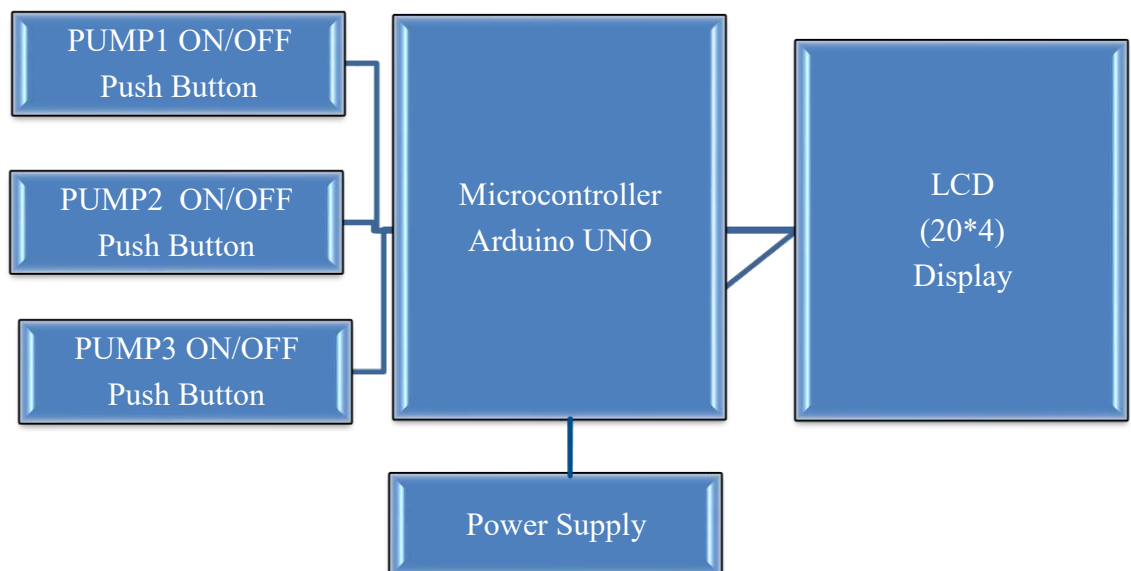 PUMP1 ON/OFF
Push Button
PUMP2  ON/OFF
Push Button
PUMP3 ON/OFF
Push Button
Microcontroller
Arduino UNO
LCD
(20*4)
Display
Power Supply